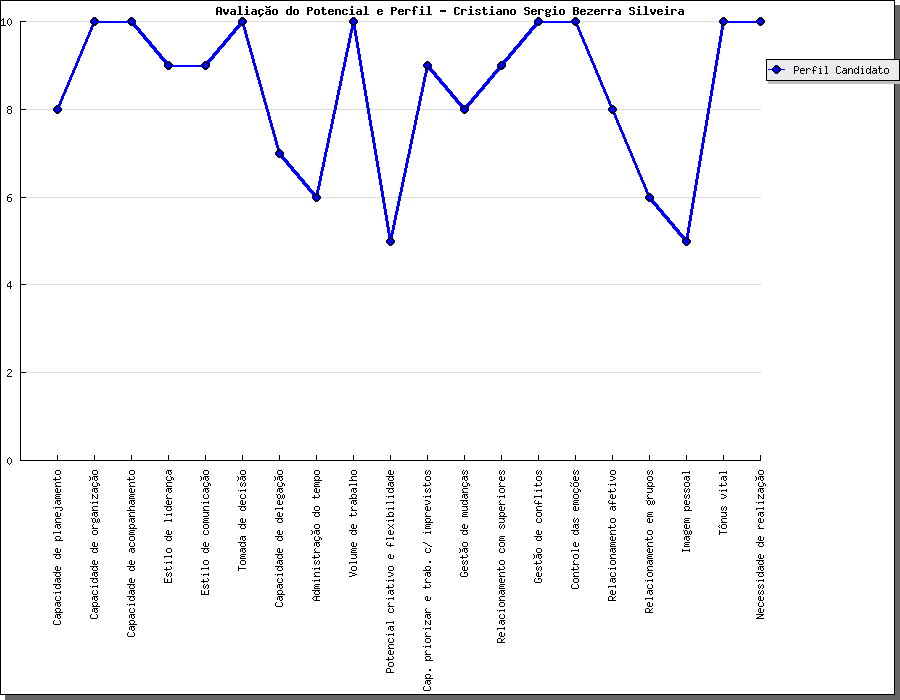 Avaliação do Potencial e Perfil - Cristiano Sergio Bezerra Silveira
10
8
6
4
2
0
Perfil Candidato
Capacidade de planejamento
Capacidade de organização
Capacidade de acompanhamento
Estilo de liderança
Estilo de comunicação
Tomada de decisão
Capacidade de delegação
Administração do tempo
Volume de trabalho
Potencial criativo e flexibilidade
Cap. priorizar e trab. c/ imprevistos
Gestão de mudanças
Relacionamento com superiores
Gestão de conflitos
Controle das emoções
Relacionamento afetivo
Relacionamento em grupos
Imagem pessoal
Tônus vital
Necessidade de realização